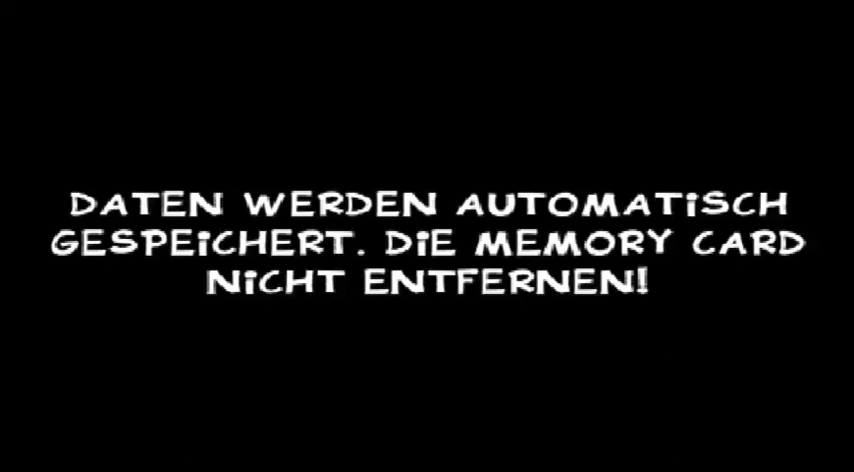 DATEN WERDEN AUTOMATiSCH
GESPEiCHERT. DiE MEMORY CARD
NiCHT ENTFERNEN!